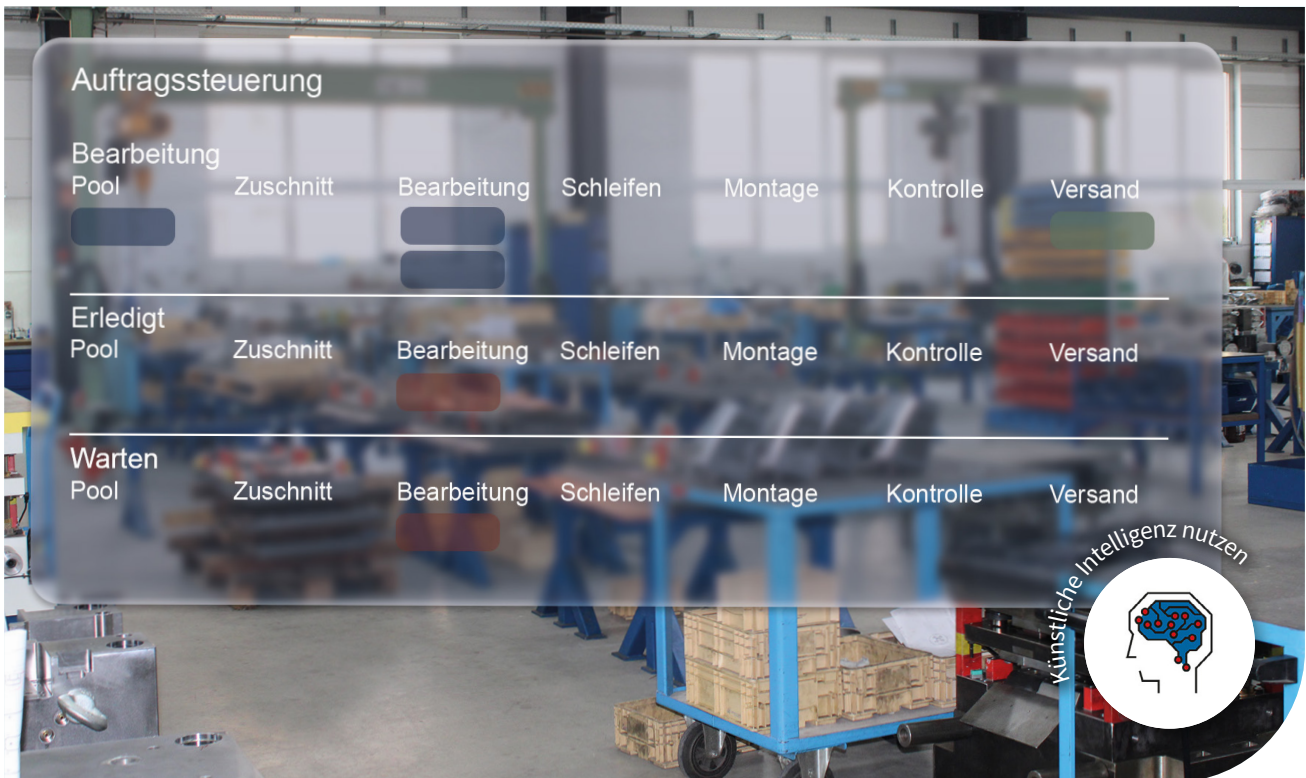 Auftragssteuerung
Bearbeitung
Pool Zuschnitt Bearbeitung Schleifen Montage Kontrolle Versand
Erledigt
Pool Zuschnitt Bearbeitung Schleifen Montage Kontrolle Versand
Warten
Pool Zuschnitt Bearbeitung Schleifen Montage Kontrolle Versand
Künstliche Intelligenz nutzen